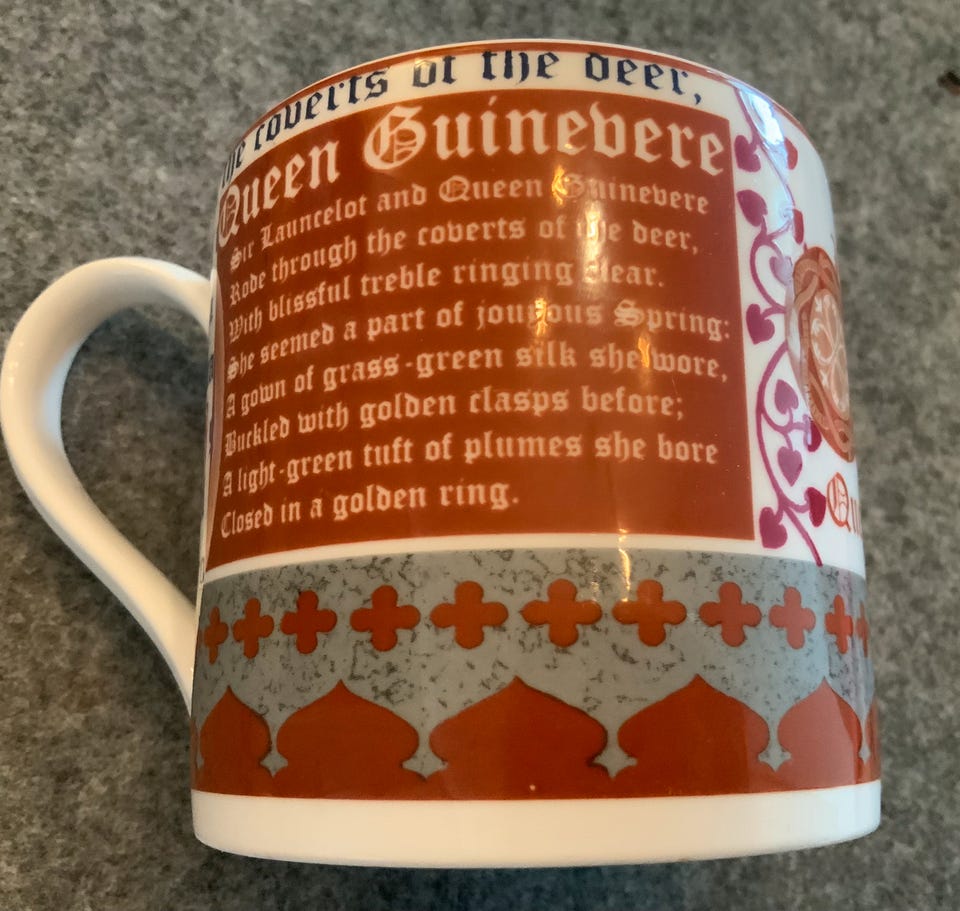 the coverts of the deer,
Queen Guinevere
Sir Launcelot and Queen Guinevere
Rode through the coverts of the deer,
With blissful treble ringing clear.
She seemed a part of joyous Spring:
A gown of grass-green silk she wore,
Buckled with golden clasps before;
A light-green tuft of plumes she bore
Closed in a golden ring.